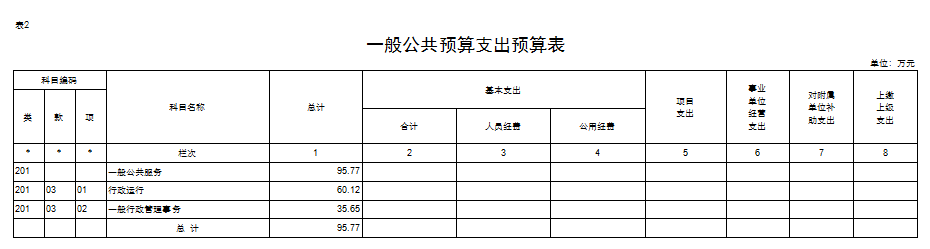 表2
一般公共预算支出预算表
单位：万元
科目编码 科目名称 总计 基本支出 项目支出 事业单位经营支出 对附属单位补助支出 上缴上级支出
类 款 项 合计 人员经费 公用经费
* * * 栏次 1 2 3 4 5 6 7 8
201 一般公共服务 95.77
201 03 01 行政运行 60.12
201 03 02 一般行政管理事务 35.65
总 计 95.77